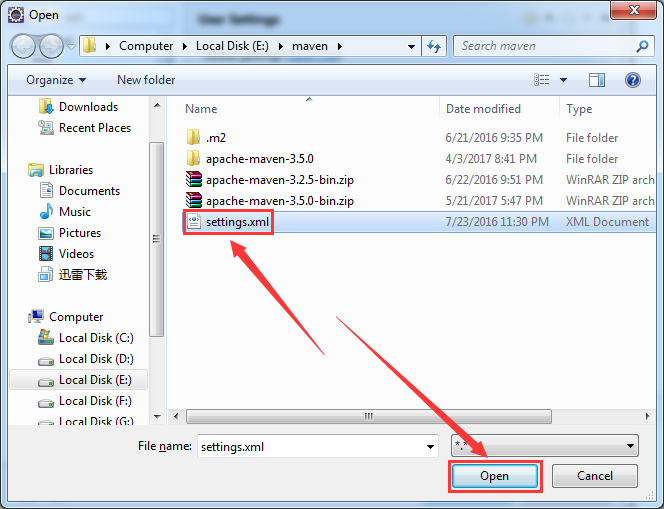 Open
User Settings
Computer ▸ Local Disk (E:) ▸ maven ▸
Search maven
Organize
New folder
Name Date modified Type
Downloads
Recent Places
Libraries
Documents
Music
Pictures
Videos
迅雷下载
Computer
Local Disk (C:)
Local Disk (D:)
Local Disk (E:)
Local Disk (F:)
Local Disk (G:)
.m2 6/21/2016 9:35 PM File folder
apache-maven-3.5.0 4/3/2017 8:41 PM File folder
apache-maven-3.2.5-bin.zip 6/22/2016 9:51 PM WinRAR ZIP arch
apache-maven-3.5.0-bin.zip 5/21/2017 5:47 PM WinRAR ZIP arch
settings.xml 7/23/2016 11:30 PM XML Document
File name: settings.xml *.*
Open Cancel